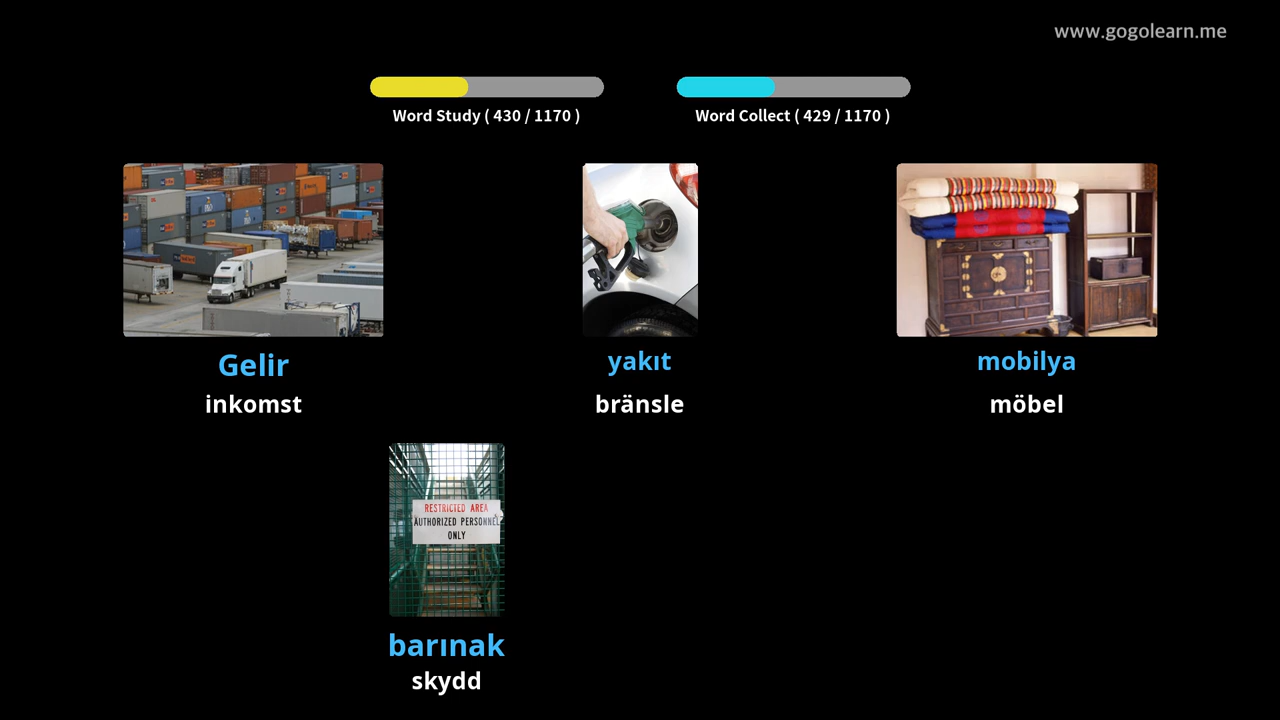 www.gogolearn.me
Word Study ( 430 / 1170 )
Word Collect ( 429 / 1170 )
Gelir
inkomst
yakıt
bränsle
mobilya
möbel
RESTRICTED AREA
AUTHORIZED PERSONNEL
ONLY
barınak
skydd